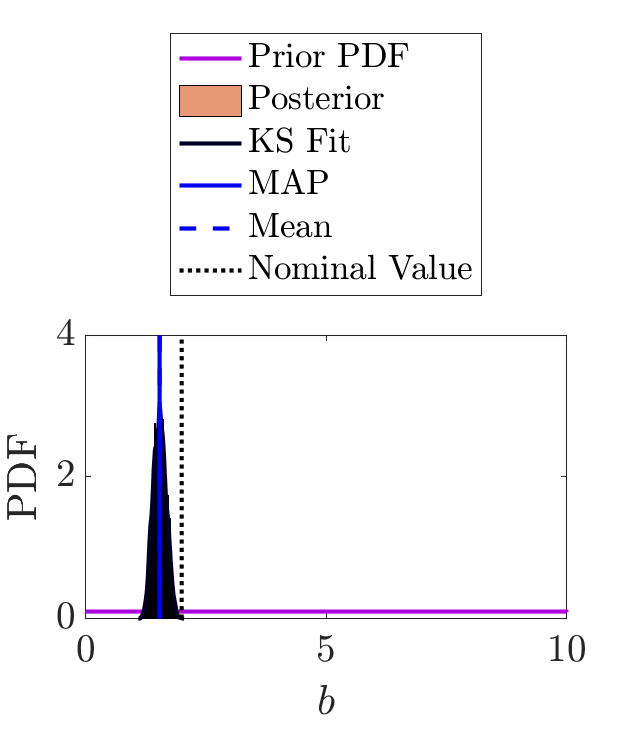 Prior PDF
Posterior
KS Fit
MAP
Mean
Nominal Value
4
2
0
PDF
0 5 10
b